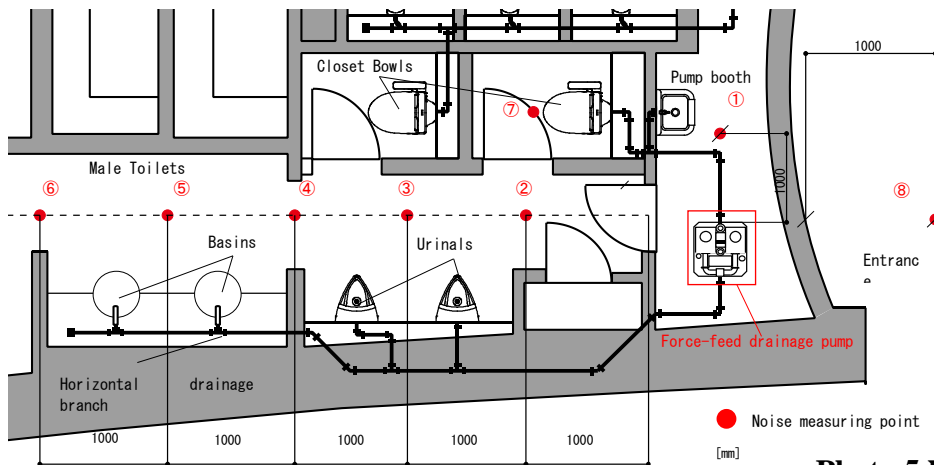 1000
Closet Bowls
Pump booth
①
⑦
Male Toilets
⑥
⑤
④
③
②
1000
⑧
Basins
Urinals
Entranc
e
Force-feed drainage pump
Horizontal drainage
branch
1000
1000
1000
1000
1000
Noise measuring point
[mm]